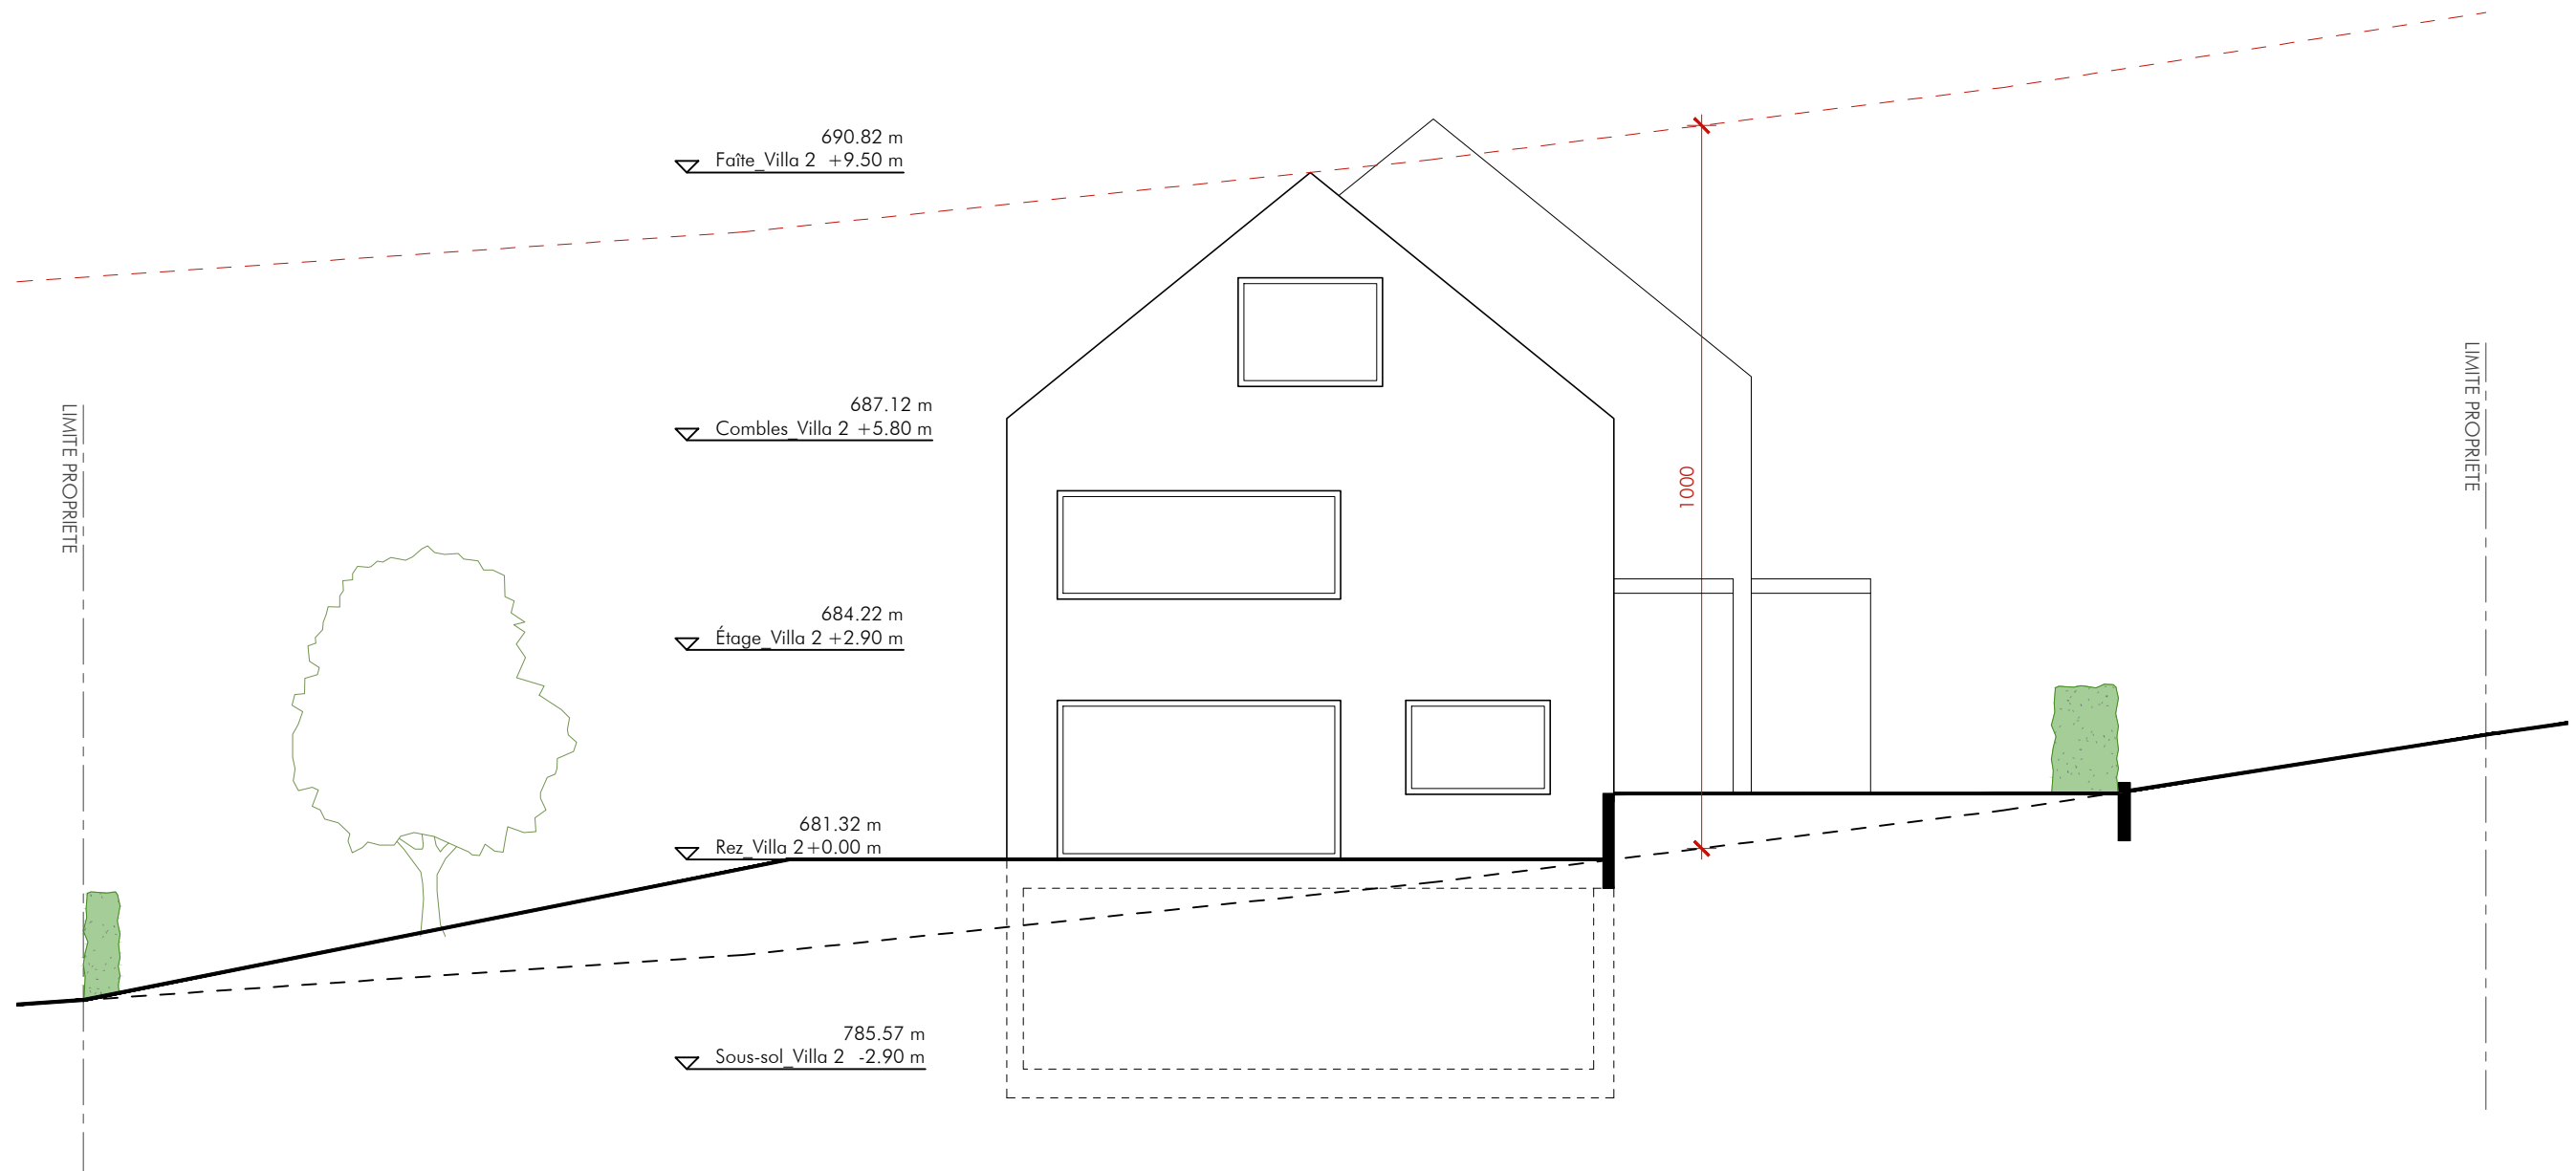 690.82 m
Faîte_Villa 2 +9.50 m
687.12 m
Combles_Villa 2 +5.80 m
684.22 m
Étage_Villa 2 +2.90 m
681.32 m
Rez_Villa 2+0.00 m
785.57 m
Sous-sol_Villa 2 -2.90 m
LIMITE PROPRIETE
1000
LIMITE PROPRIETE